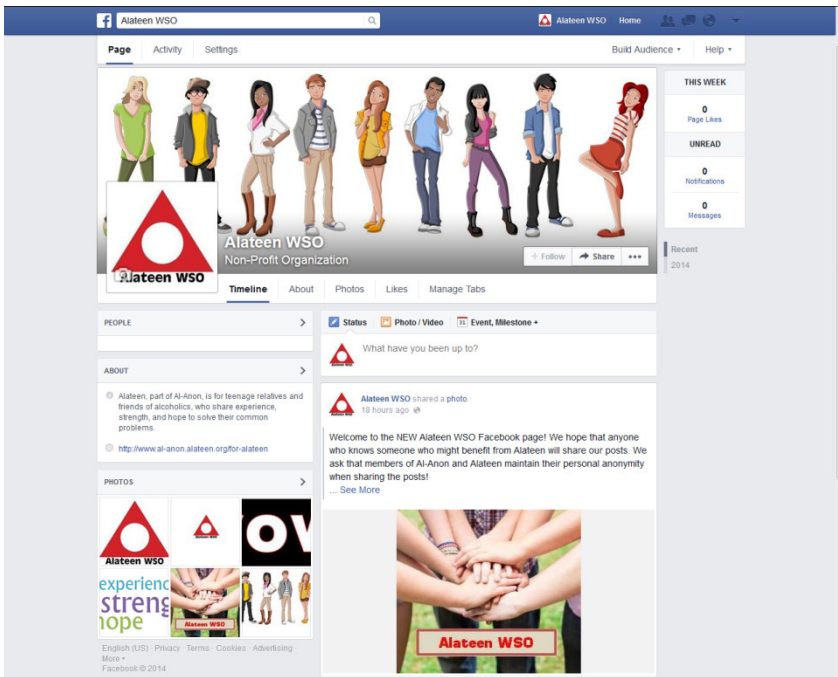 Alateen WSO
Alateen WSO Home
Page Activity Settings
Build Audience Help
THIS WEEK
0
Page Likes
UNREAD
0
Notifications
0
Messages
Recent
2014
Alateen WSO
Alateen WSO
Non-Profit Organization
+ Follow Share
Timeline About Photos Likes Manage Tabs
PEOPLE
ABOUT
Alateen, part of Al-Anon, is for teenage relatives and
friends of alcoholics, who share experience,
strength, and hope to solve their common
problems.
http://www.al-anon.alateen.org/for-alateen
PHOTOS
Alateen WSO
experienc
streng
hope
Alateen WSO
English (US) · Privacy · Terms · Cookies · Advertising ·
More
Facebook © 2014
Status Photo / Video 31 Event, Milestone +
What have you been up to?
Alateen WSO shared a photo.
18 hours ago
Welcome to the NEW Alateen WSO Facebook page! We hope that anyone
who knows someone who might benefit from Alateen will share our posts. We
ask that members of Al-Anon and Alateen maintain their personal anonymity
when sharing the posts!
... See More
Alateen WSO